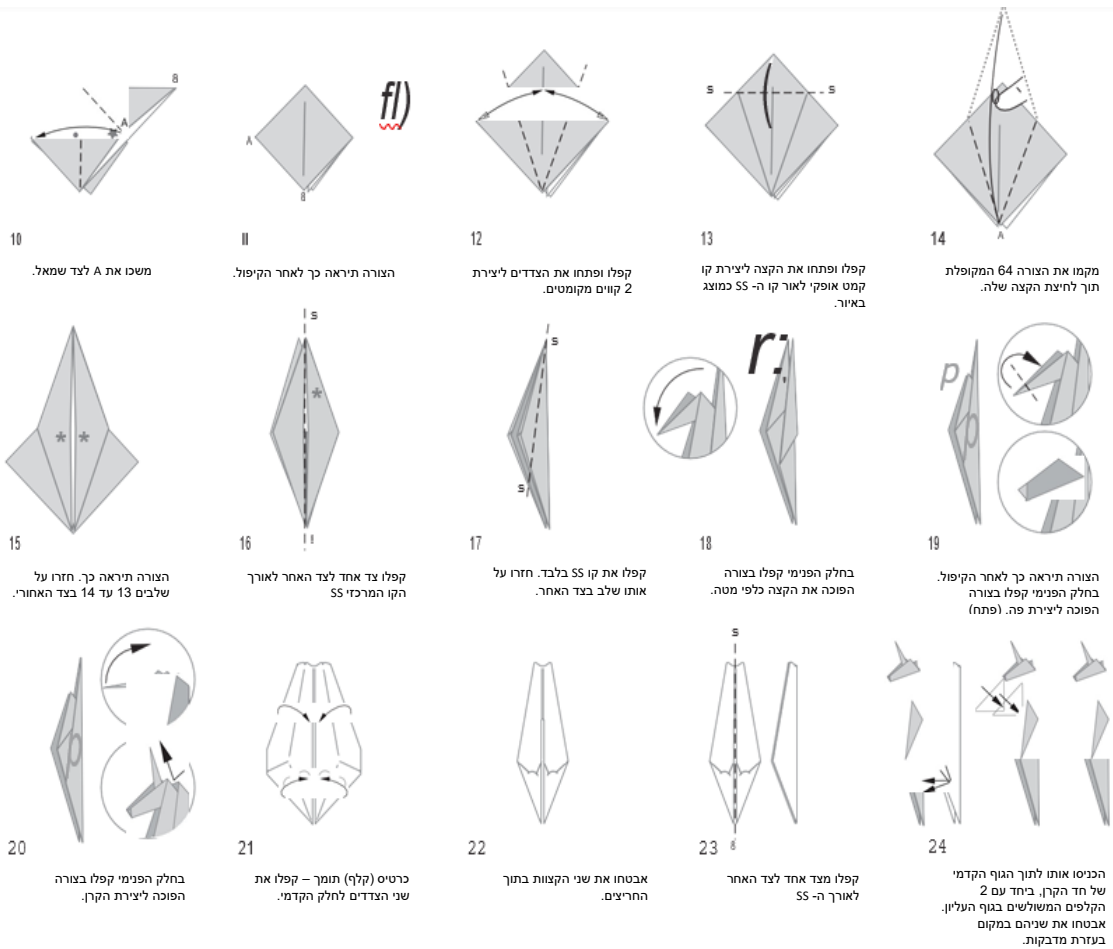 B
A
fl)
A
B
S
S
A
10
11
12
13
14
משכו את A לצד שמאל.
הצורה תיראה כך לאחר הקיפול.
קפלו ופתחו את הצדדים ליצירת
2 קווים מקומטים.
קפלו ופתחו את הקצה ליצירת קו
קמט אופקי לאור קו ה- SS כמוצג
באיור.
מקמו את הצורה 64 המקופלת
תוך לחיצת הקצה שלה.
* *
S
*
S
S
r:;
p
15
16
17
18
19
הצורה תיראה כך. חזרו על
שלבים 13 עד 14 בצד האחורי.
קפלו צד אחד לצד האחר לאורך
הקו המרכזי SS
קפלו את קו SS בלבד. חזרו על
אותו שלב בצד האחר.
בחלק הפנימי קפלו בצורה
הפוכה את הקצה כלפי מטה.
הצורה תיראה כך לאחר הקיפול.
בחלק הפנימי קפלו בצורה
הפוכה ליצירת פה. (פתח)
S
20
21
22
23
24
בחלק הפנימי קפלו בצורה
הפוכה ליצירת הקרן.
כרטיס (קלף) תומך – קפלו את
שני הצדדים לחלק הקדמי.
אבטחו את שני הקצוות בתוך
החריצים.
קפלו מצד אחד לצד האחר
לאורך ה- SS
הכניסו אותו לתוך הגוף הקדמי
של חד הקרן, ביחד עם 2
הקלפים המשולשים בגוף העליון.
אבטחו את שניהם במקום
בעזרת מדבקות.